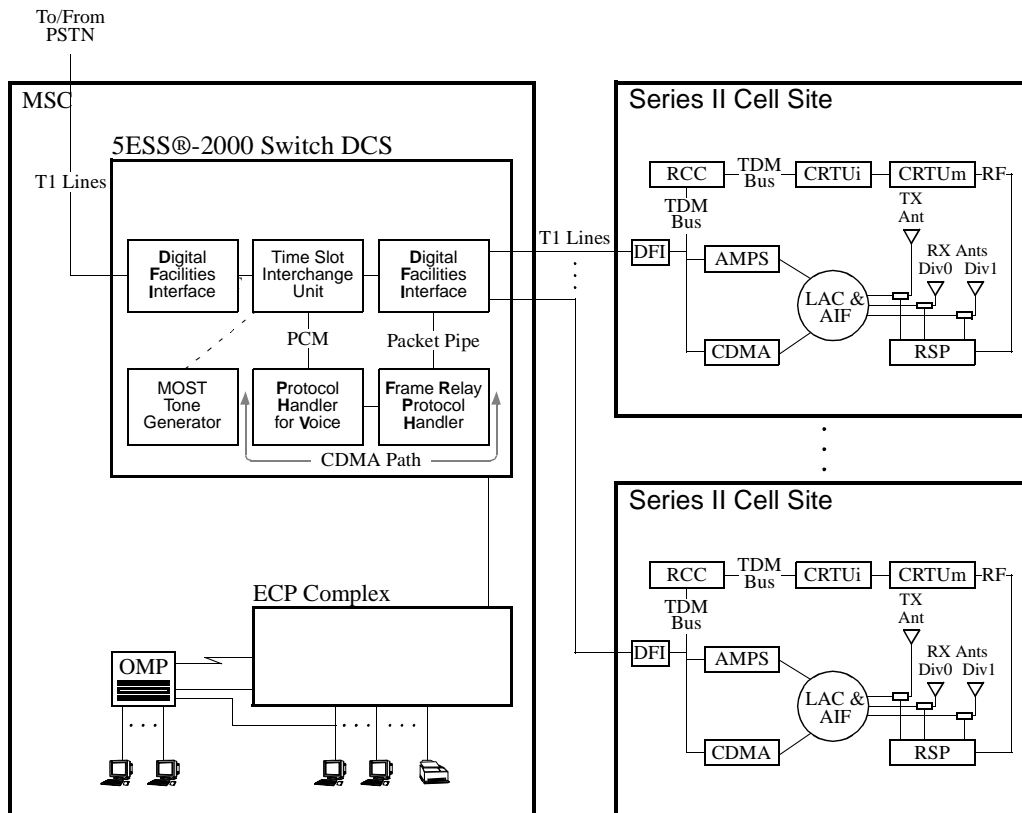 To/From
PSTN
MSC
5ESS®-2000 Switch DCS
T1 Lines
Digital
Facilities
Interface
Time Slot
Interchange
Unit
Digital
Facilities
Interface
PCM
Packet Pipe
MOST
Tone
Generator
Protocol
Handler
for Voice
Frame Relay
Protocol
Handler
CDMA Path
T1 Lines
ECP Complex
OMP
Series II Cell Site
RCC
TDM
Bus
CRTUi
CRTUm
RF
TDM
Bus
TX
Ant
RX Ants
Div0 Div1
DFI
AMPS
LAC &
AIF
CDMA
RSP
Series II Cell Site
RCC
TDM
Bus
CRTUi
CRTUm
RF
TDM
Bus
TX
Ant
RX Ants
Div0 Div1
DFI
AMPS
LAC &
AIF
CDMA
RSP